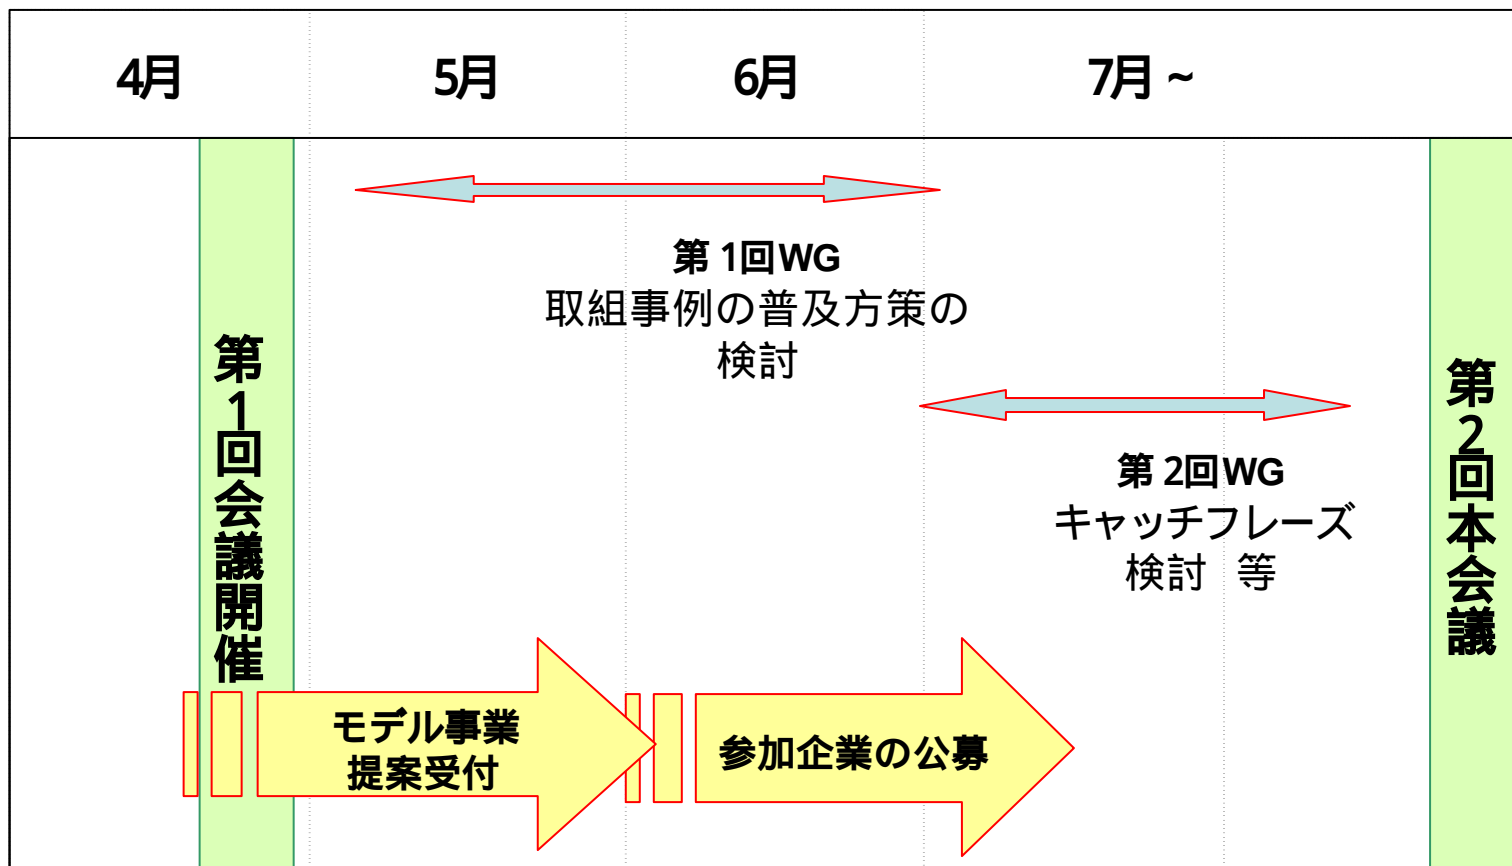 4月
5月
6月
7月 ~
第 1回WG
取組事例の普及方策の
検討
第1回会議開催
第 2回WG
キャッチフレーズ
検討 等
第2回本会議
モデル事業
提案受付
参加企業の公募